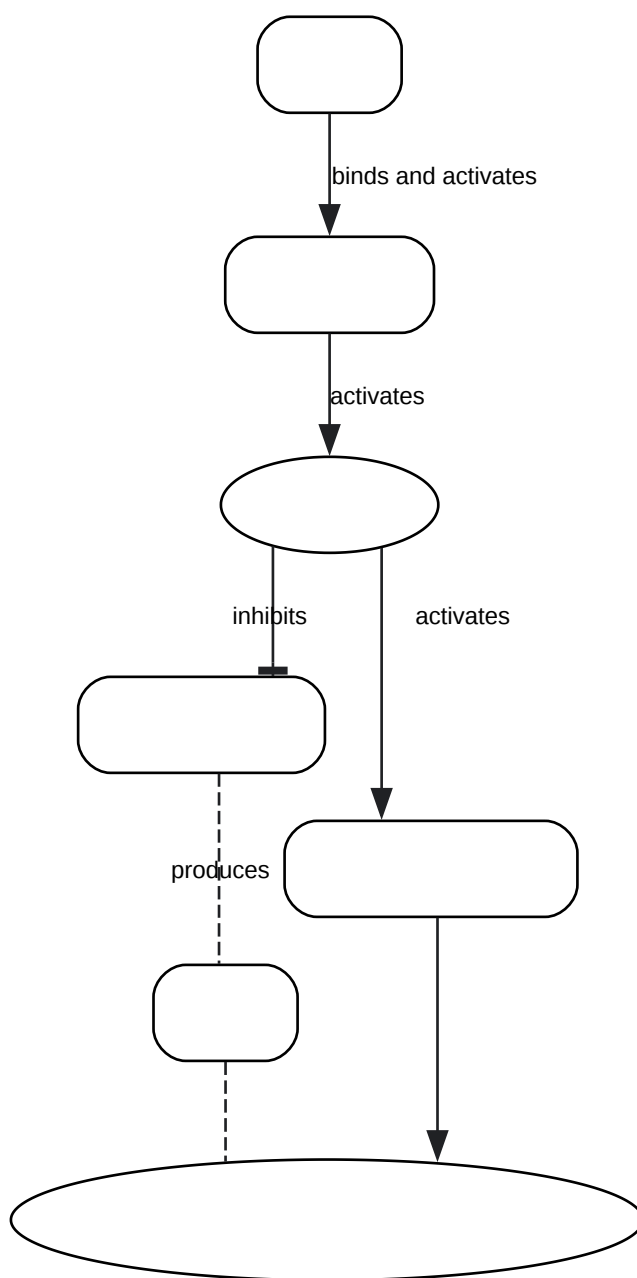 binds and activates
activates
inhibits
activates
produces